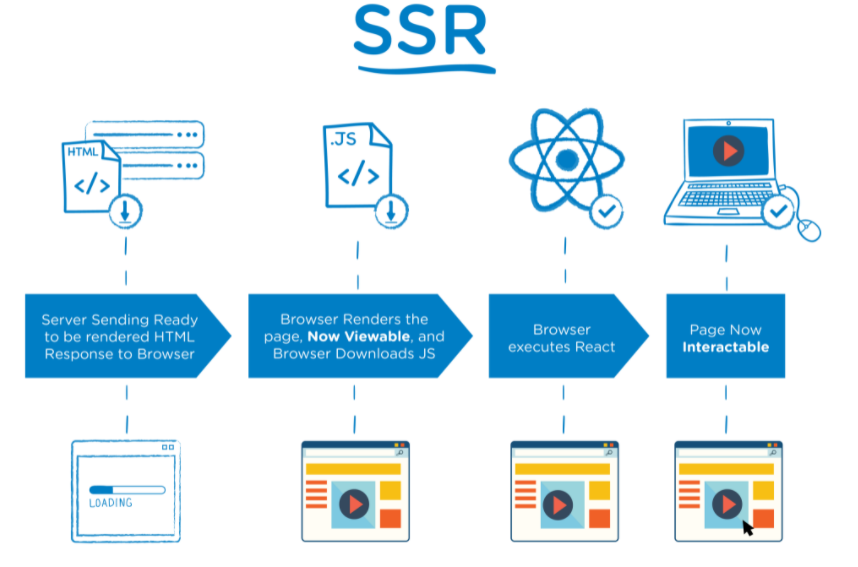 SSR
HTML
</>
.JS
</>
Server Sending Ready
to be rendered HTML
Response to Browser
Browser Renders the
page, Now Viewable, and
Browser Downloads JS
Browser
executes React
Page Now
Interactable
LOADING